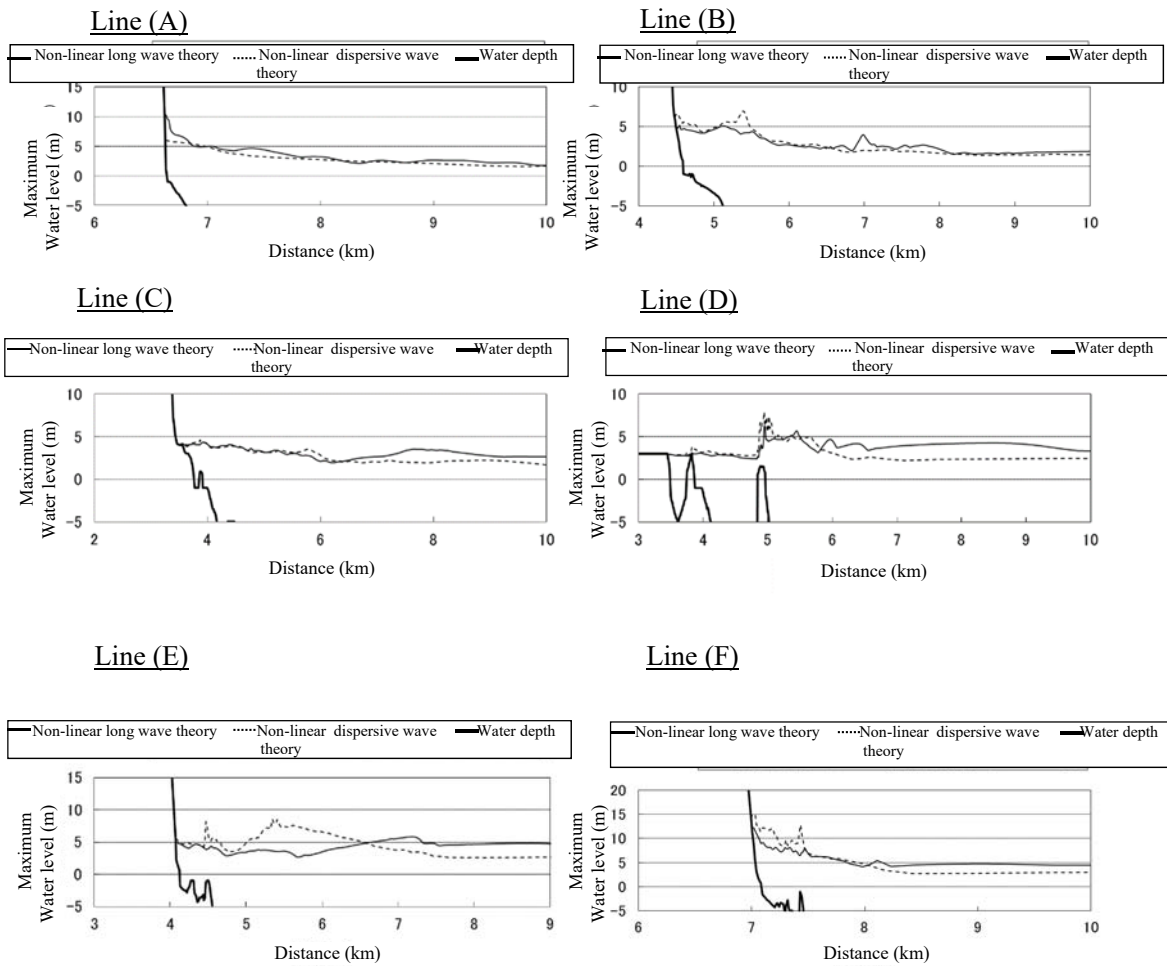 Line (A)
Non-linear long wave theory Non-linear dispersive wave theory Water depth
Maximum Water level (m)
15
10
5
0
-5
6 7 8 9 10
Distance (km)
Line (B)
Non-linear long wave theory Non-linear dispersive wave theory Water depth
Maximum Water level (m)
10
5
0
-5
4 5 6 7 8 9 10
Distance (km)
Line (C)
Non-linear long wave theory Non-linear dispersive wave theory Water depth
Maximum Water level (m)
10
5
0
-5
2 4 6 8 10
Distance (km)
Line (D)
Non-linear long wave theory Non-linear dispersive wave theory Water depth
Maximum Water level (m)
10
5
0
-5
3 4 5 6 7 8 9 10
Distance (km)
Line (E)
Non-linear long wave theory Non-linear dispersive wave theory Water depth
Maximum Water level (m)
15
10
5
0
-5
3 4 5 6 7 8 9
Distance (km)
Line (F)
Non-linear long wave theory Non-linear dispersive wave theory Water depth
Maximum Water level (m)
20
15
10
5
0
-5
6 7 8 9 10
Distance (km)